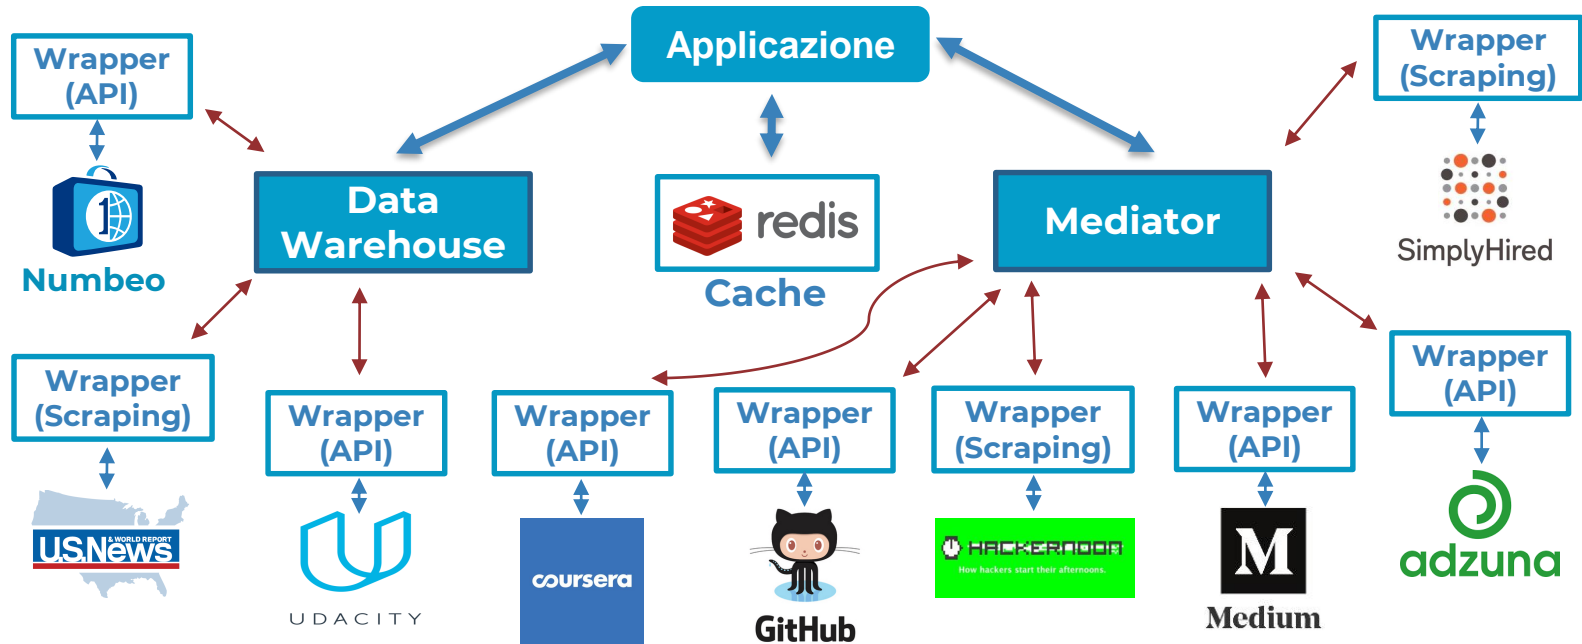 Applicazione
Wrapper
(API)
Wrapper
(Scraping)
Data
Warehouse
redis
Cache
Mediator
1
Numbeo
SimplyHired
Wrapper
(Scraping)
Wrapper
(API)
Wrapper
(API)
Wrapper
(API)
Wrapper
(Scraping)
Wrapper
(API)
Wrapper
(API)
U.S.News
& WORLD REPORT
UDACITY
coursera
GitHub
HACKERNOON
How hackers start their afternoons.
M
Medium
adzuna